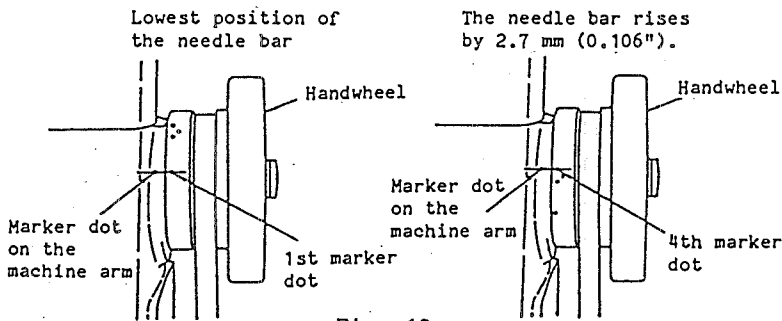 Lowest position of
the needle bar
The needle bar rises
by 2.7 mm (0.106").
Handwheel
Marker dot
on the
machine arm
1st marker
dot
Handwheel
Marker dot
on the
machine arm
4th marker
dot